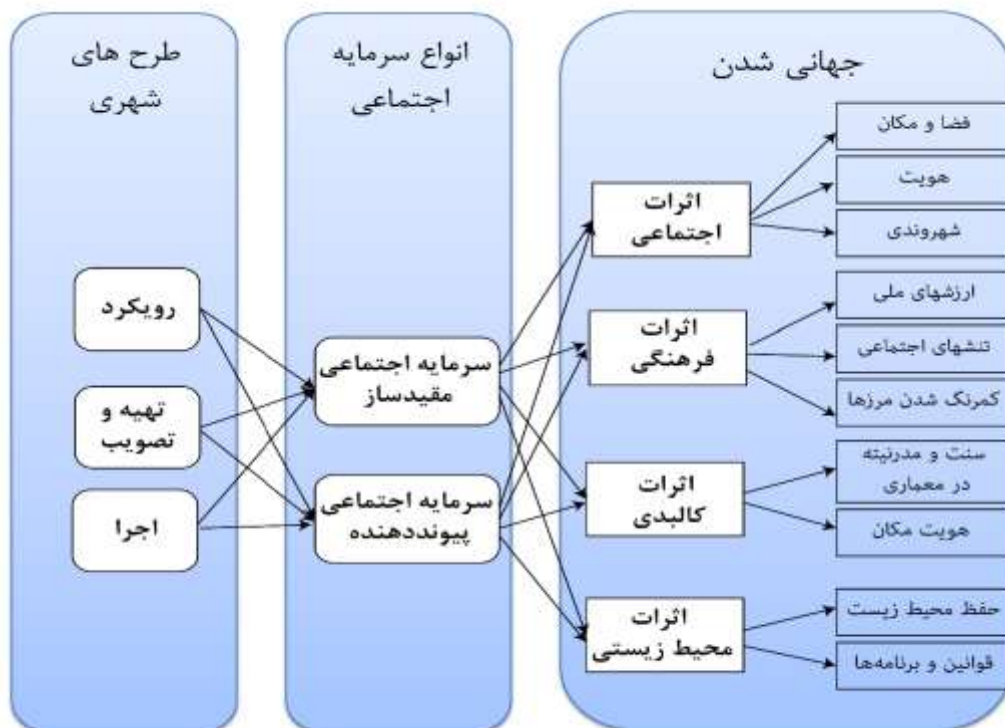 طرح های
شهری
رویکرد
تهیه و
تصویب
اجرا
انواع سرمایه
اجتماعی
سرمایه اجتماعی
مقیدساز
سرمایه اجتماعی
پیونددهنده
جهانی شدن
اثرات
اجتماعی
اثرات
فرهنگی
اثرات
کالبدی
اثرات
محیط زیستی
فضا و مکان
هویت
شهروندی
ارزشهای ملی
تنشهای اجتماعی
کمرنگ شدن مرزها
سنت و مدرنیته
در معماری
هویت مکان
حفظ محیط زیست
قوانین و برنامه‌ها